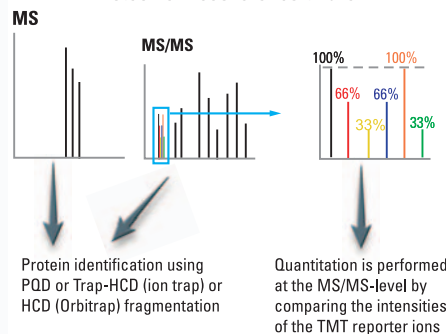 MS
MS/MS
100%
100%
66%
66%
33%
33%
Protein identification using
PQD or Trap-HCD (ion trap) or
HCD (Orbitrap) fragmentation
Quantitation is performed
at the MS/MS-level by
comparing the intensities
of the TMT reporter ions